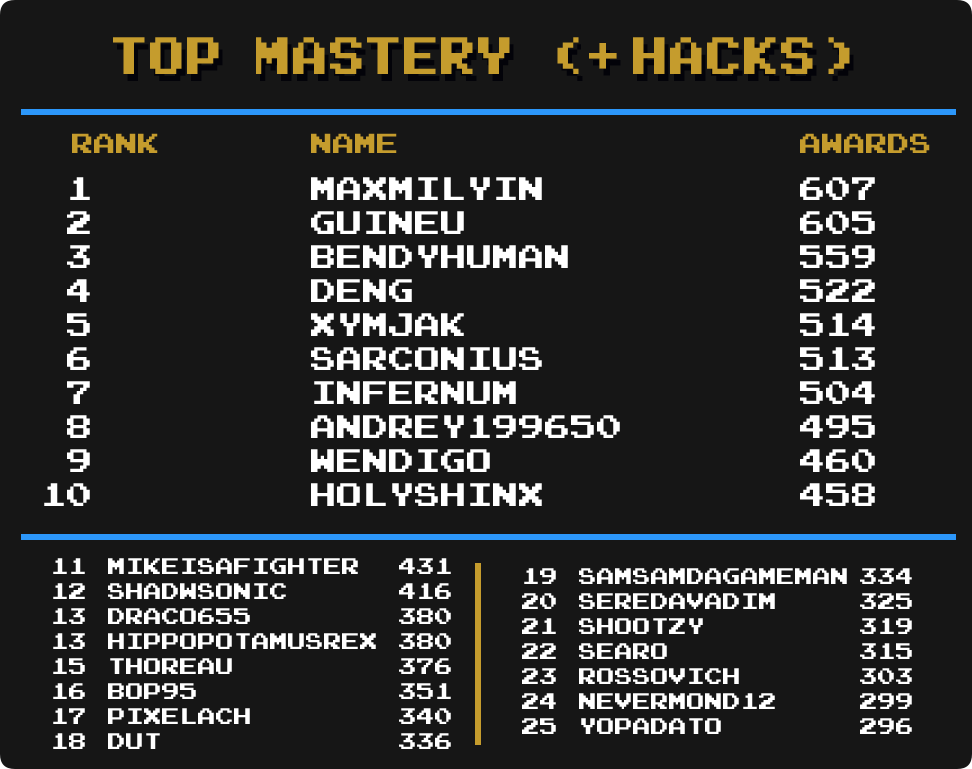 TOP MASTERY (+HACKS)
RANK NAME AWARDS
1 MAXMILYIN 607
2 GUINEU 605
3 BENDYHUMAN 559
4 DENG 522
5 XYMJAK 514
6 SARCONIUS 513
7 INFERNUM 504
8 ANDREY199650 495
9 WENDIGO 460
10 HOLYSHINX 458
11 MIKEISAFIGHTER 431
12 SHADWSONIC 416
13 DRACO655 380
13 HIPPOPOTAMUSREX 380
15 THOREAU 376
16 BOP95 351
17 PIXELACH 340
18 DUT 336
19 SAMSAMDAGAMEMAN 334
20 SEREDAVADIM 325
21 SHOOTZY 319
22 SEARO 315
23 ROSSOVICH 303
24 NEVERMOND12 299
25 YOPADATO 296